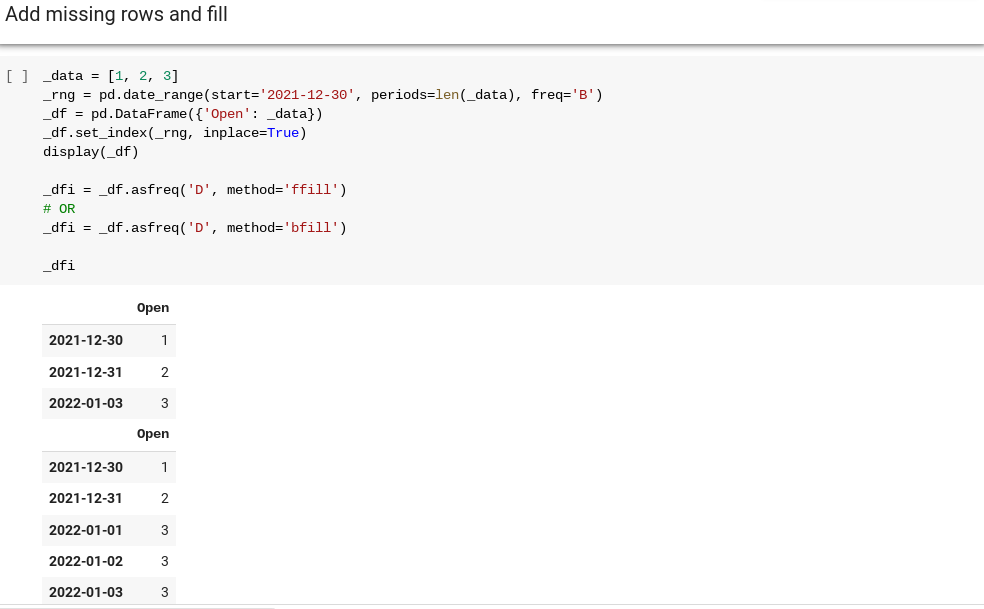 Add missing rows and fill
[ ] _data = [1, 2, 3]
_rng = pd.date_range(start='2021-12-30', periods=len(_data), freq='B')
_df = pd.DataFrame({'Open': _data})
_df.set_index(_rng, inplace=True)
display(_df)
_dfi = _df.asfreq('D', method='ffill')
# OR
_dfi = _df.asfreq('D', method='bfill')
_dfi
Open
2021-12-30 1
2021-12-31 2
2022-01-03 3
Open
2021-12-30 1
2021-12-31 2
2022-01-01 3
2022-01-02 3
2022-01-03 3